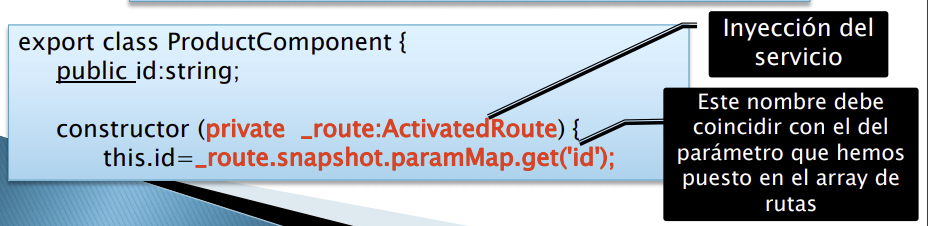 export class ProductComponent {
public id:string;
constructor (private _route:ActivatedRoute) {
this.id=_route.snapshot.paramMap.get('id');
Inyección del
servicio
Este nombre debe
coincidir con el del
parámetro que hemos
puesto en el array de
rutas